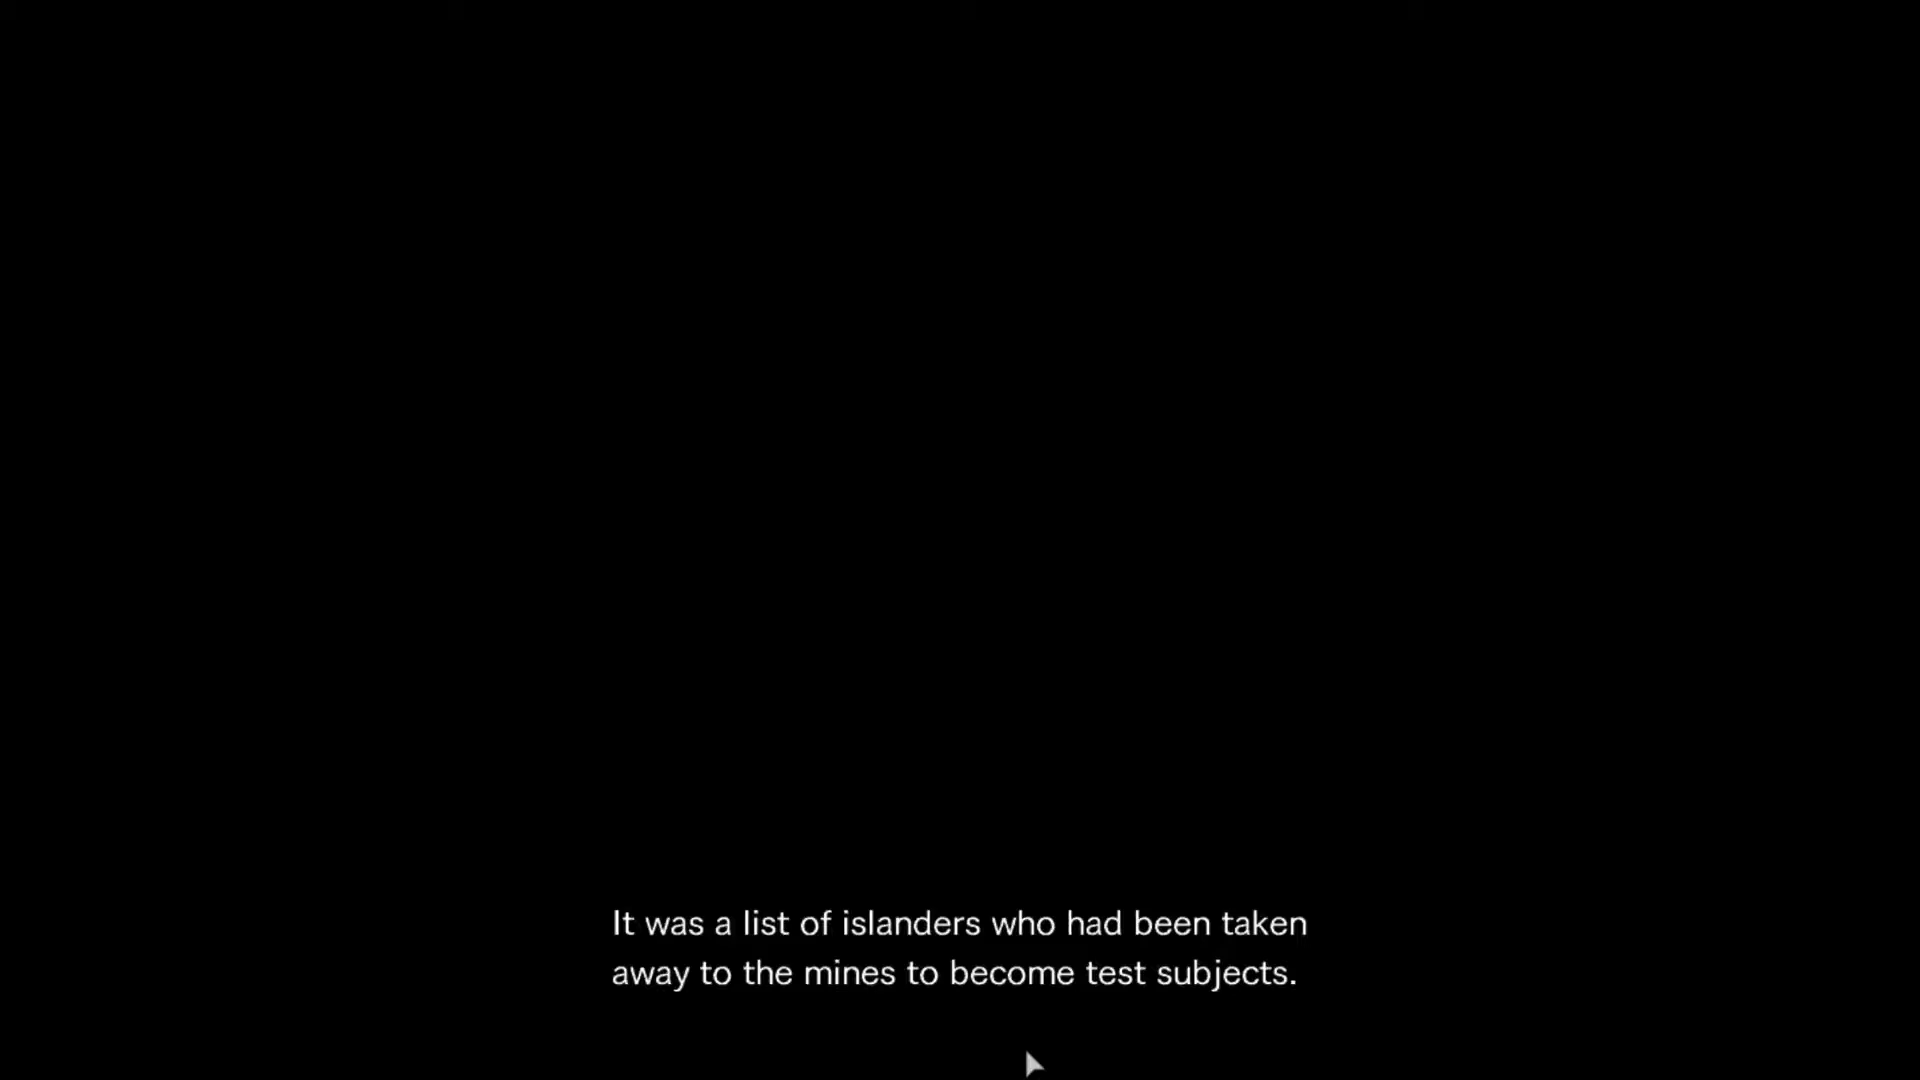 It was a list of islanders who had been taken
away to the mines to become test subjects.